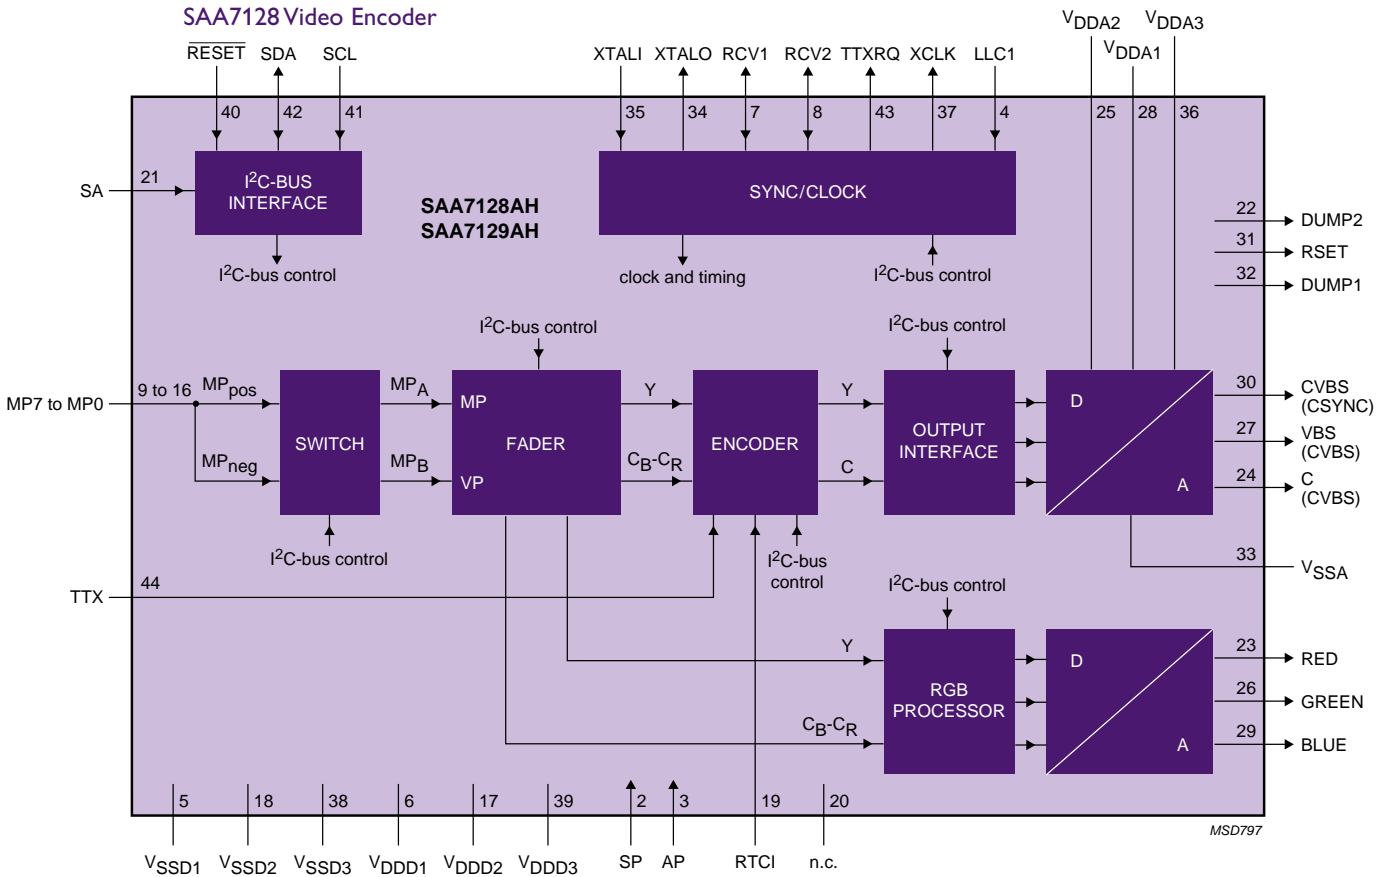 SAA7128 Video Encoder
RESET SDA SCL
XTALI XTALO RCV1 RCV2 TTXRQ XCLK LLC1
VDDA2 VDDA3
VDDA1
40 42 41 35 34 7 8 43 37 4 25 28 36
SA 21
I2C-BUS
INTERFACE
SAA7128AH
SAA7129AH
SYNC/CLOCK
I2C-bus control
clock and timing
I2C-bus control
22 DUMP2
31 RSET
32 DUMP1
I2C-bus control
I2C-bus control
MP7 to MP0
9 to 16
MPpos
MPneg
SWITCH
MPA
MPB
MP
FADER
VP
Y
CB-CR
ENCODER
Y
C
OUTPUT
INTERFACE
D
A
30 CVBS
(CSYNC)
27 VBS
(CVBS)
24 C
(CVBS)
I2C-bus control
I2C-bus
control
33 VSSA
TTX 44
I2C-bus control
Y
CB-CR
RGB
PROCESSOR
D
A
23 RED
26 GREEN
29 BLUE
5 18 38 6 17 39 2 3 19 20
MSD797
VSSD1 VSSD2 VSSD3 VDDD1 VDDD2 VDDD3 SP AP RTCI n.c.